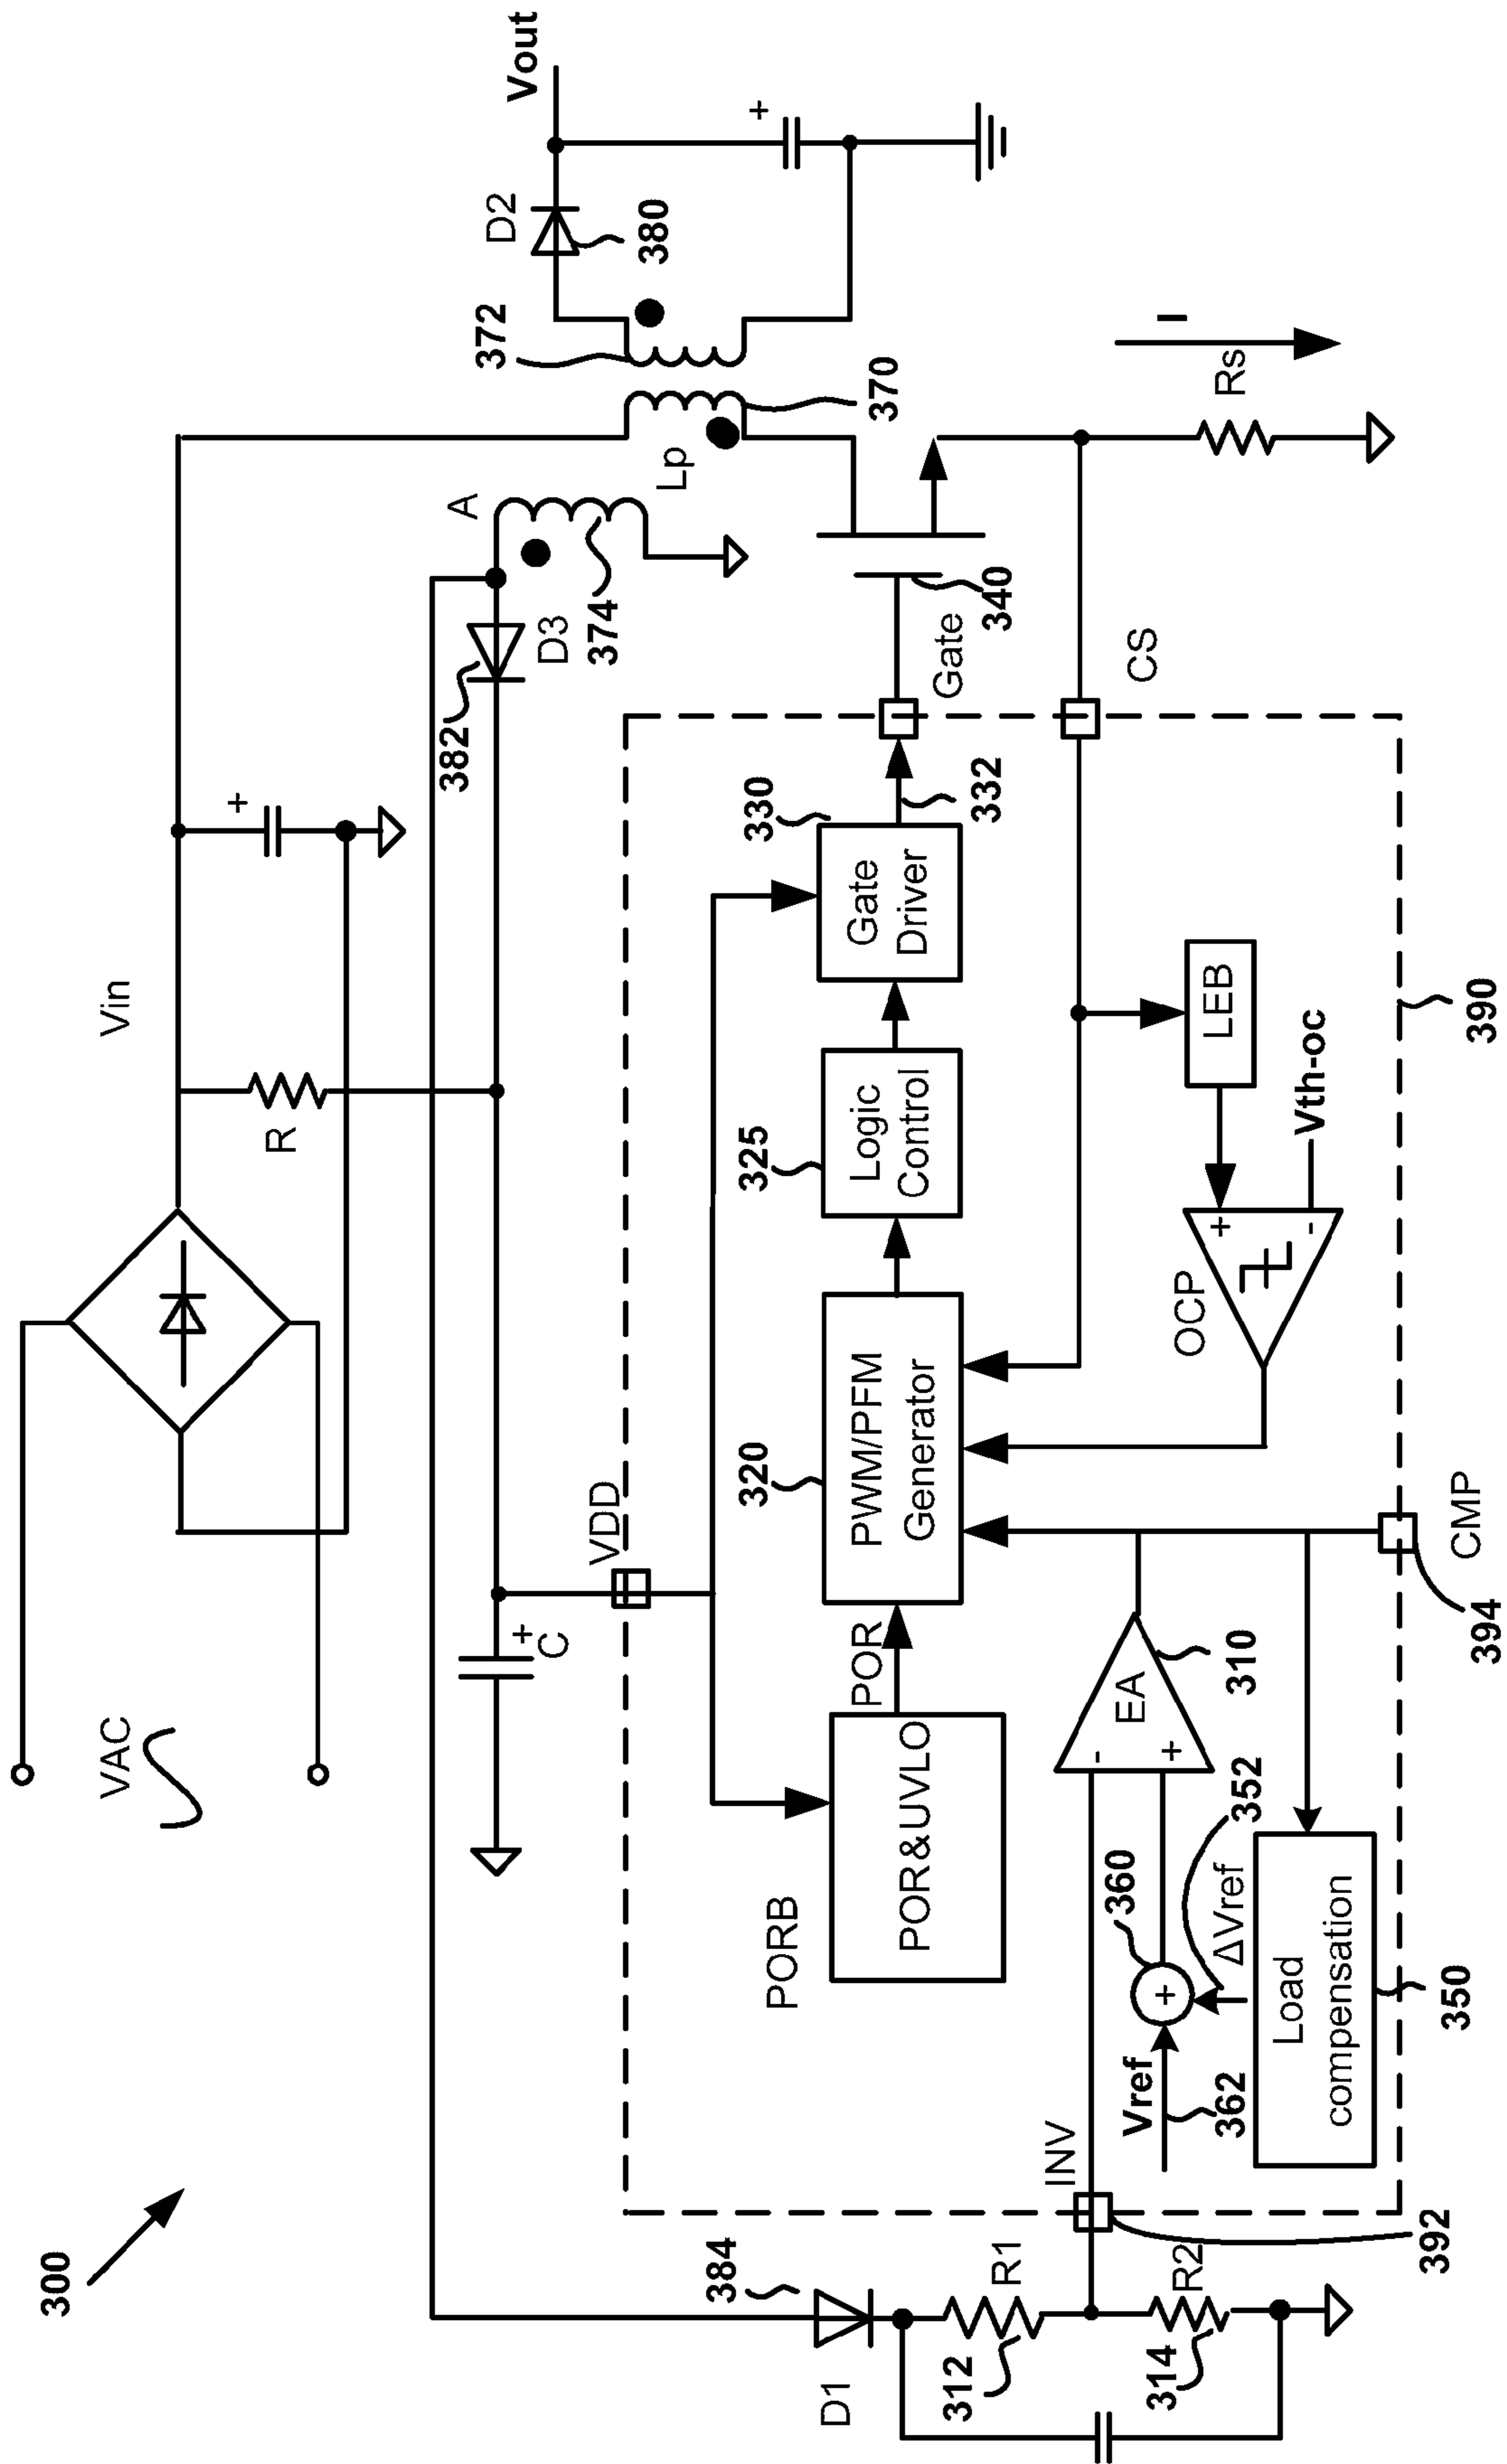 300
VAC
Vin
R
C
+
+
VDD
382
D3
374
A
Lp
372
D2
380
Vout
+
370
340
Gate
CS
I
Rs
384
D1
312
R1
314
R2
INV
392
PORB
POR&UVLO
POR
320
PWM/PFM
Generator
325
Logic
Control
330
Gate
Driver
332
LEB
OCP
+
-
Vth-oc
390
EA
-
+
310
352
360
+
ΔVref
Vref
362
Load
compensation
350
CMP
394